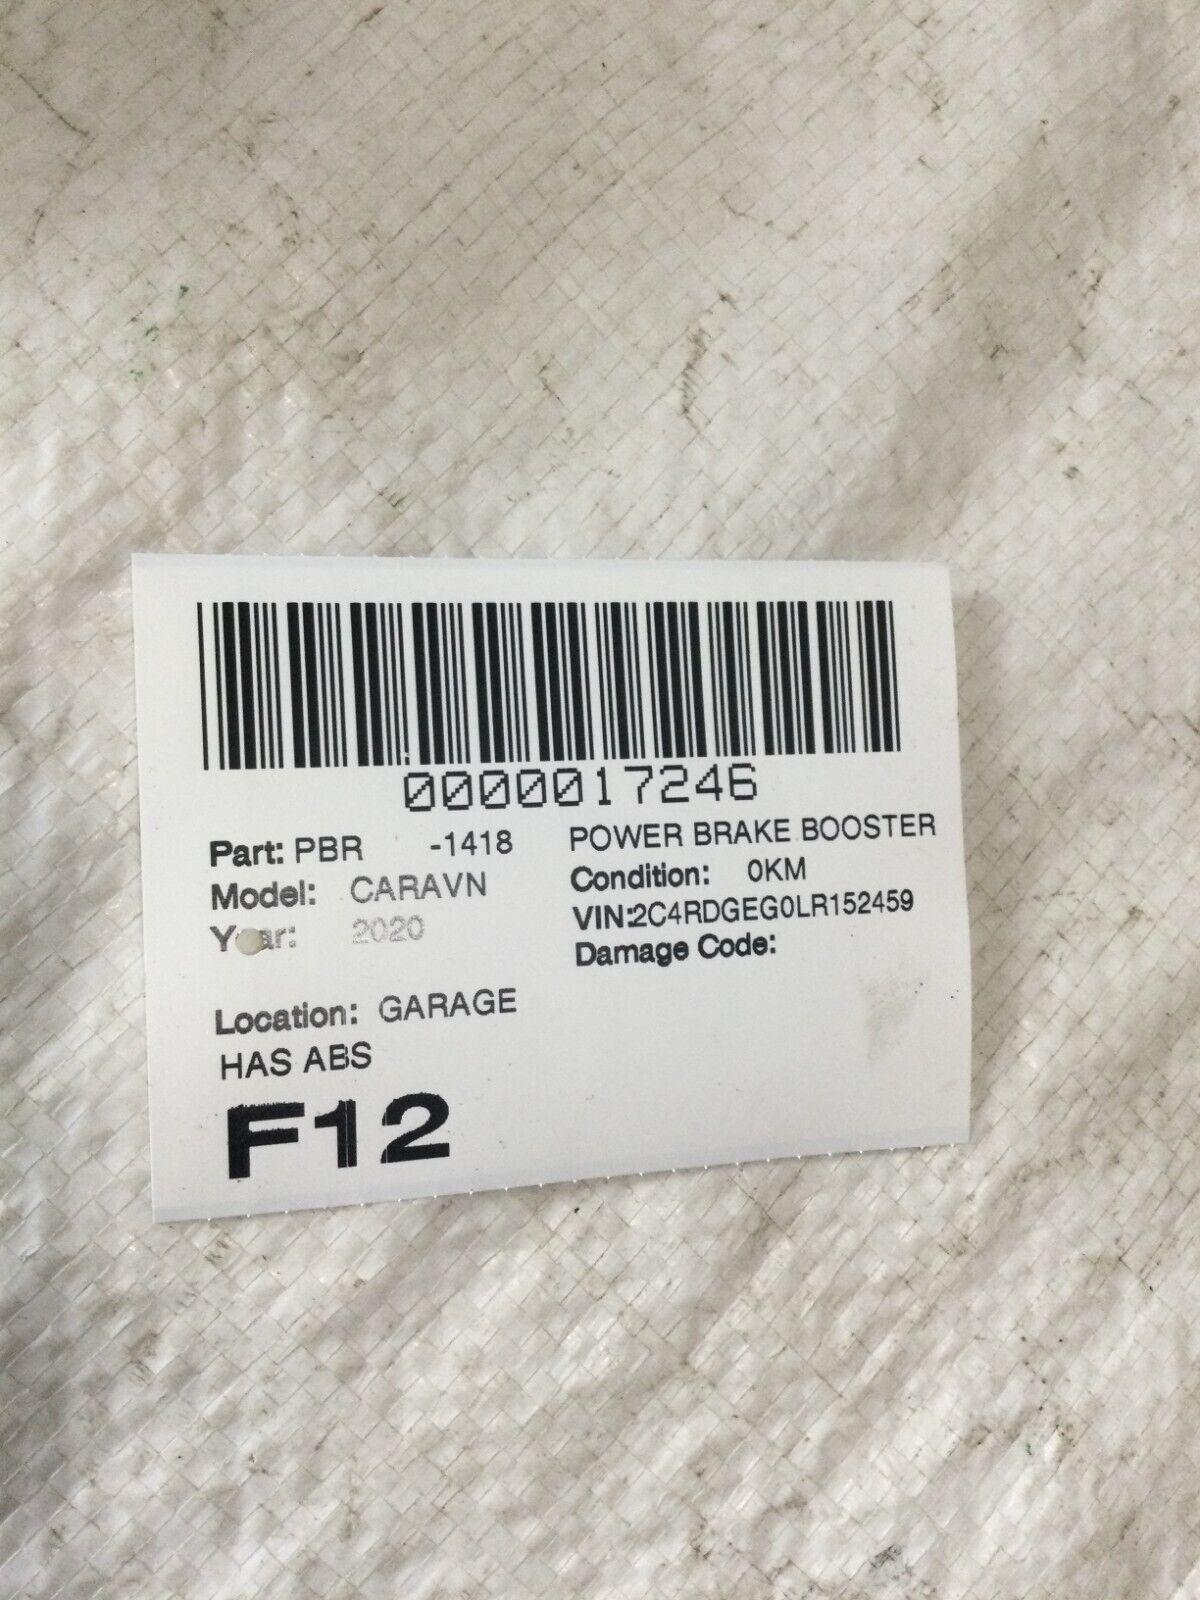 0000017246
Part: PBR -1418 POWER BRAKE BOOSTER
Model: CARAVN Condition: 0KM
Year: 2020 VIN:2C4RDGEG0LR152459
Damage Code:
Location: GARAGE
HAS ABS
F12